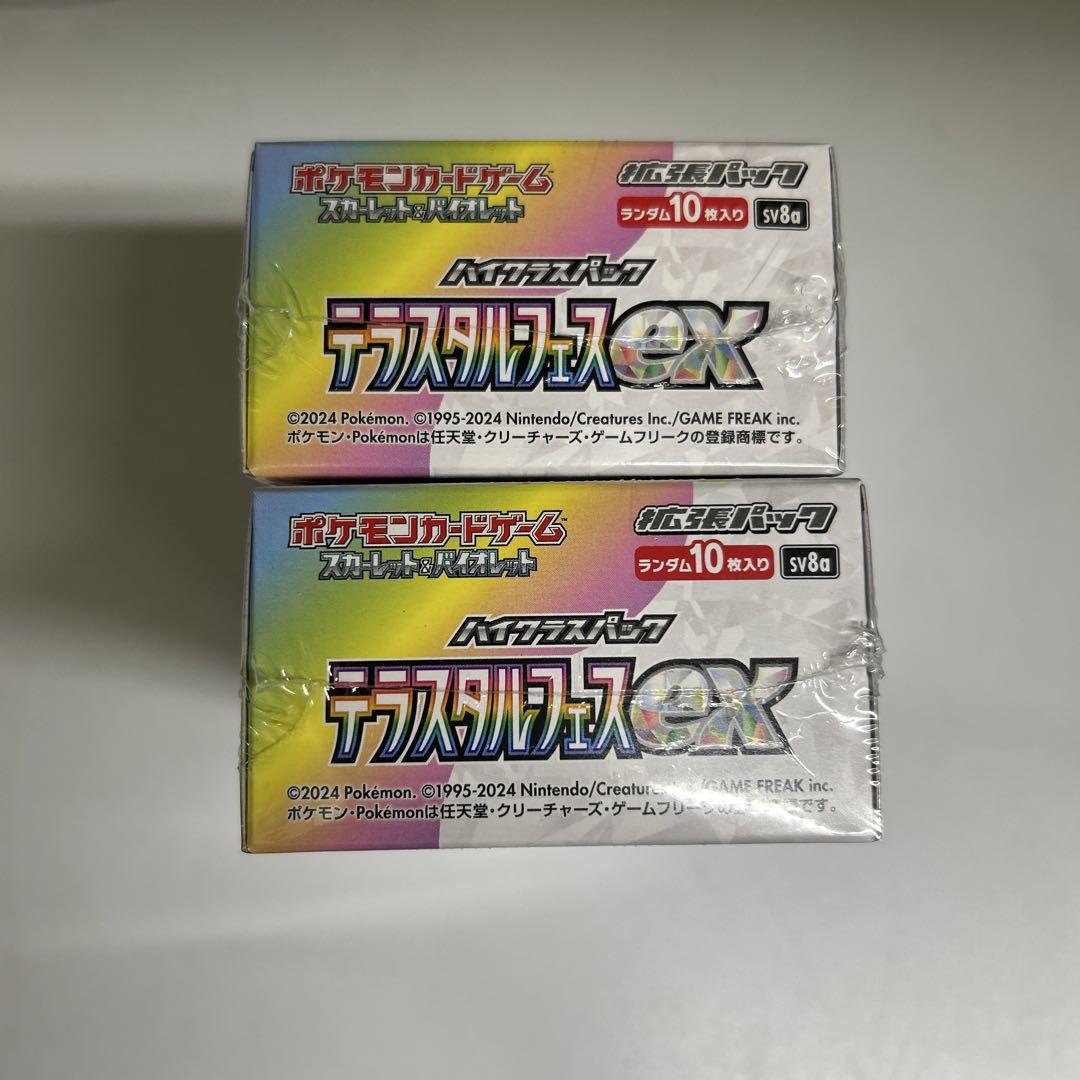 ポケモンカードゲーム
スカーレット&バイオレット
拡張パック
ランダム10枚入り SV8a
ハイクラスパック
テラスタルフェスex
©2024 Pokémon. ©1995-2024 Nintendo/Creatures Inc./GAME FREAK inc.
ポケモン・Pokémonは任天堂・クリーチャーズ・ゲームフリークの登録商標です。
ポケモンカードゲーム™
スカーレット&バイオレット
拡張パック
ランダム10枚入り SV8a
ハイクラスパック
テラスタルフェスex
©2024 Pokémon. ©1995-2024 Nintendo/ /GAME FREAK inc.
ポケモン・Pokémonは任天堂・クリーチャーズ・ゲームフリークの です。